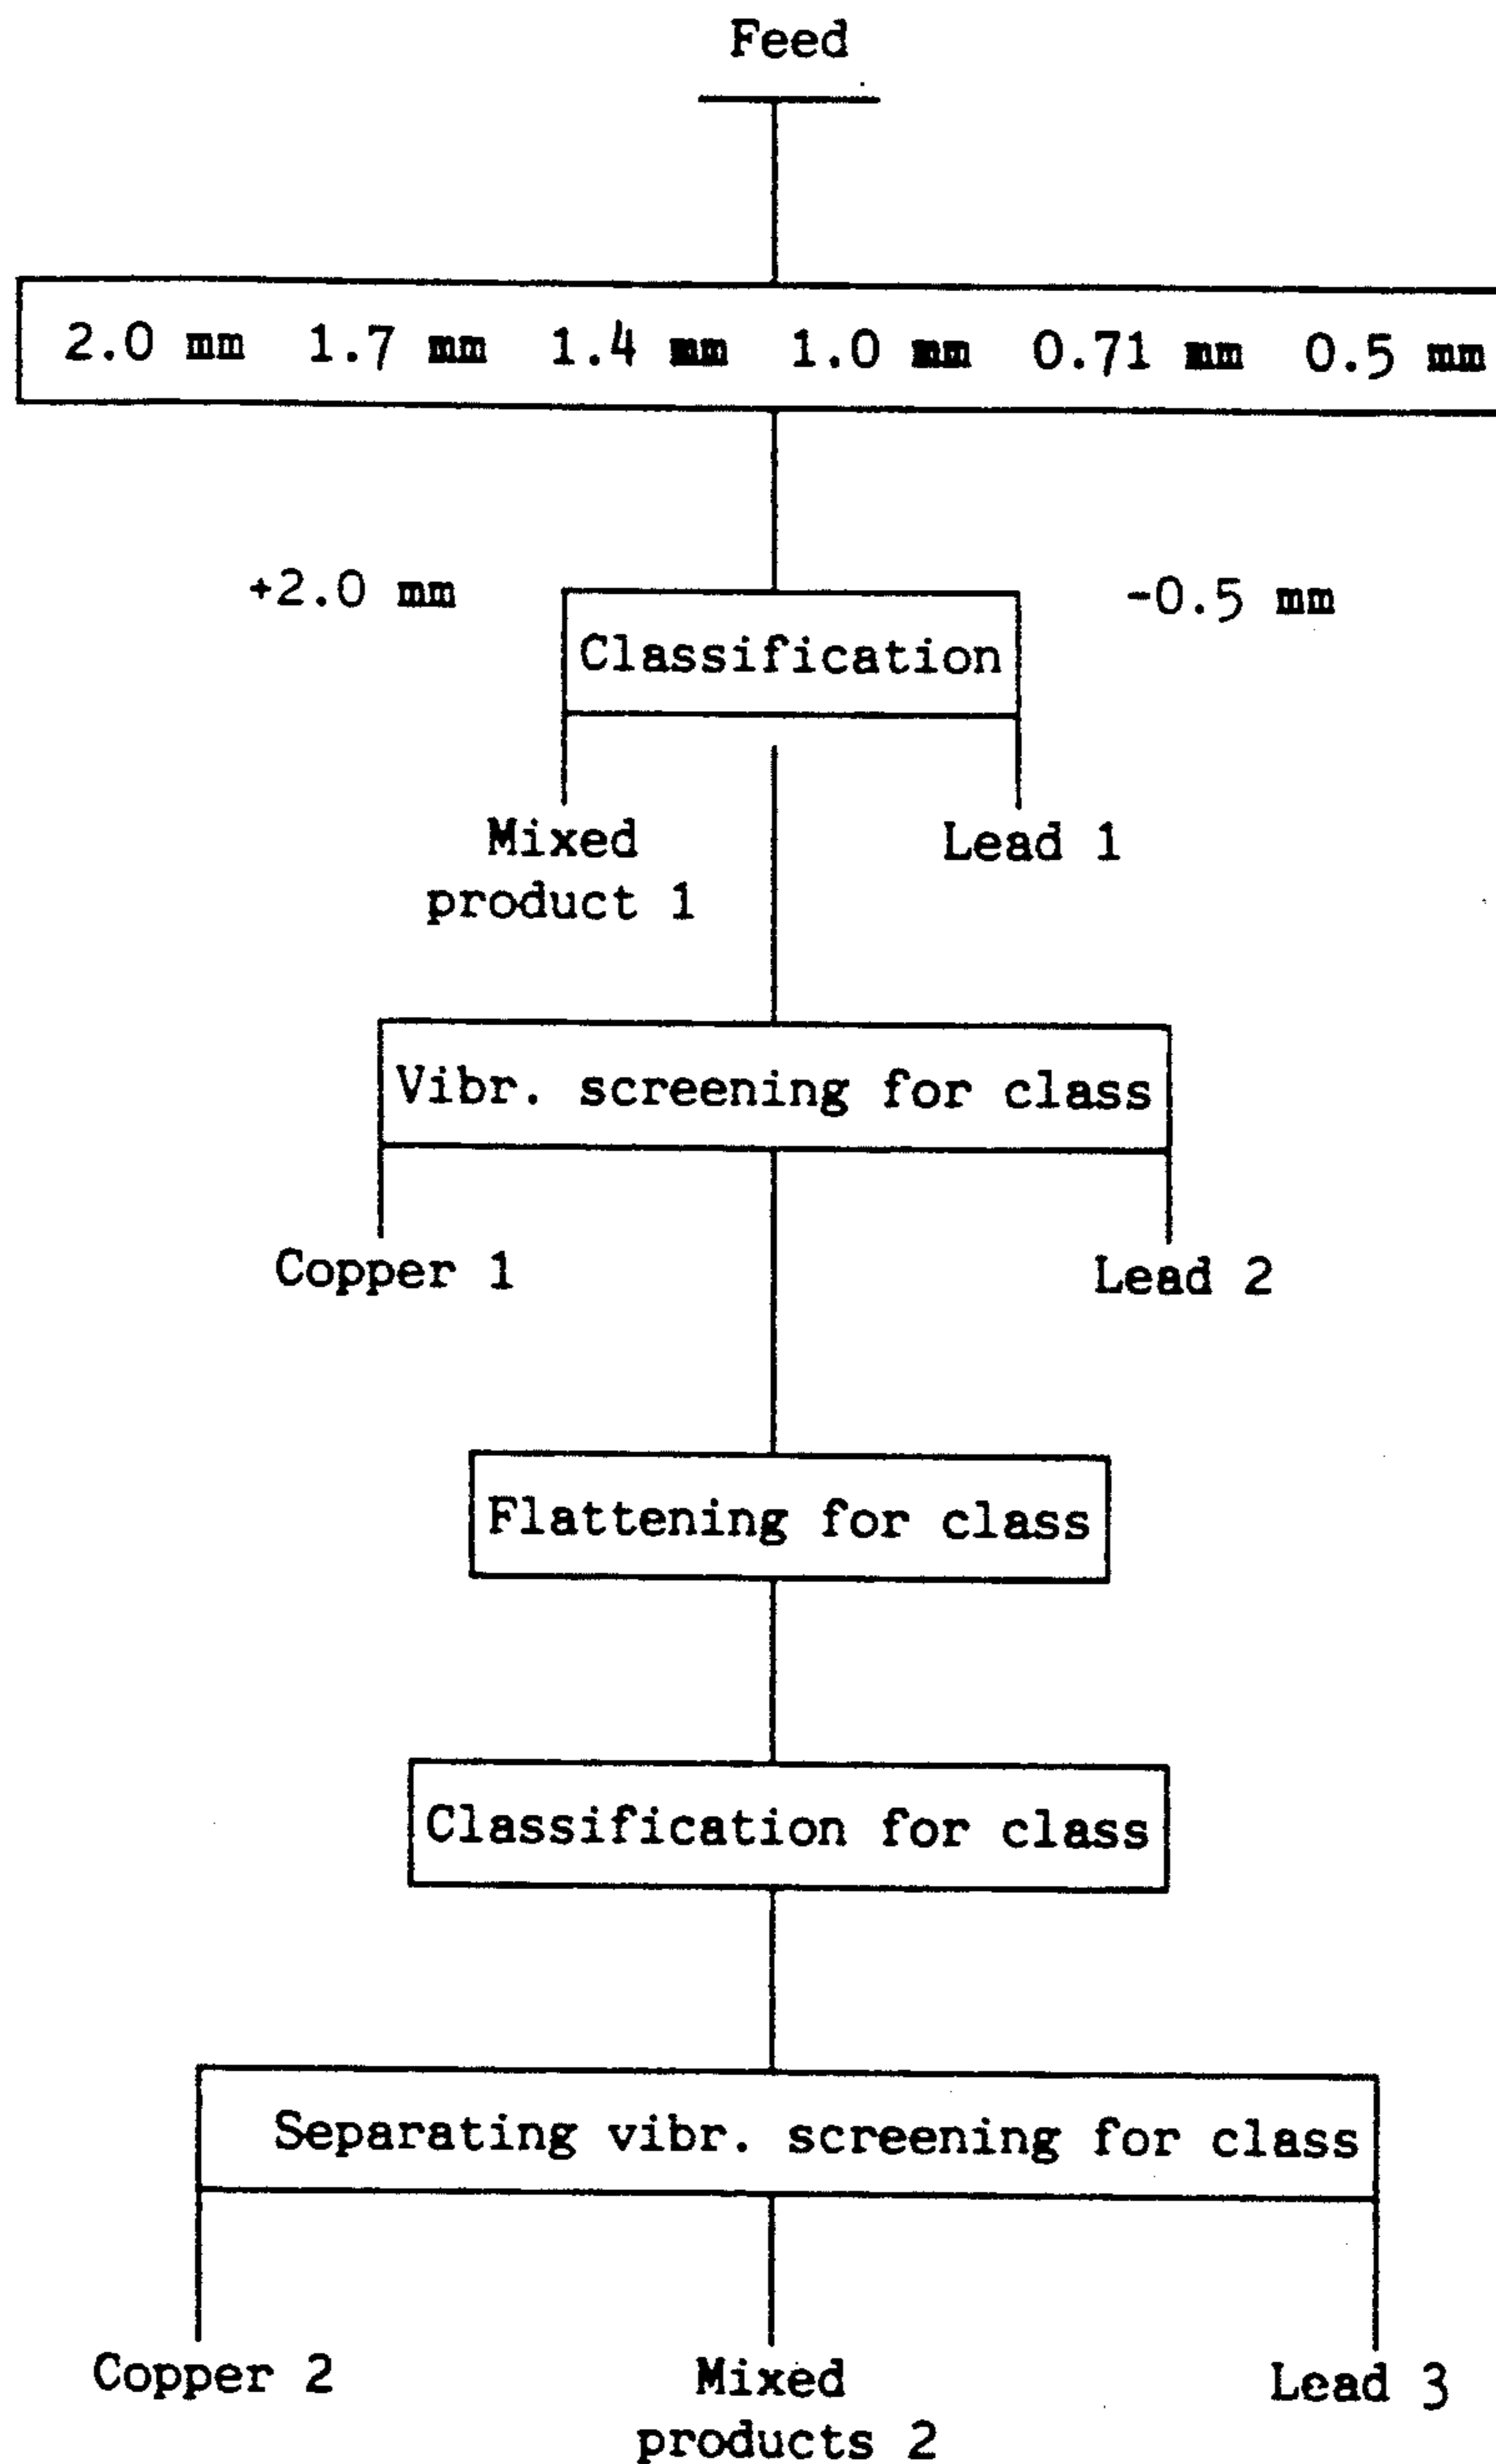 Feed
2.0 mm 1.7 mm 1.4 mm 1.0 mm 0.71 mm 0.5 mm
+2.0 mm
-0.5 mm
Classification
Mixed
product 1
Lead 1
Vibr. screening for class
Copper 1
Lead 2
Flattening for class
Classification for class
Separating vibr. screening for class
Copper 2
Mixed
products 2
Lead 3